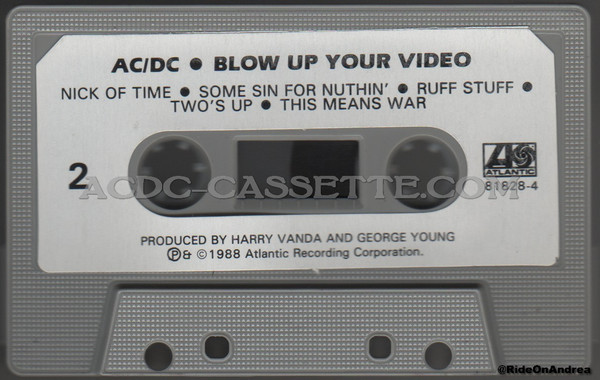 AC/DC ● BLOW UP YOUR VIDEO
NICK OF TIME ● SOME SIN FOR NUTHIN' ● RUFF STUFF ●
TWO'S UP ● THIS MEANS WAR
2
ACDC-CASSETTE.COM
ATLANTIC
81828-4
PRODUCED BY HARRY VANDA AND GEORGE YOUNG
℗& ©1988 Atlantic Recording Corporation.
@RideOnAndrea